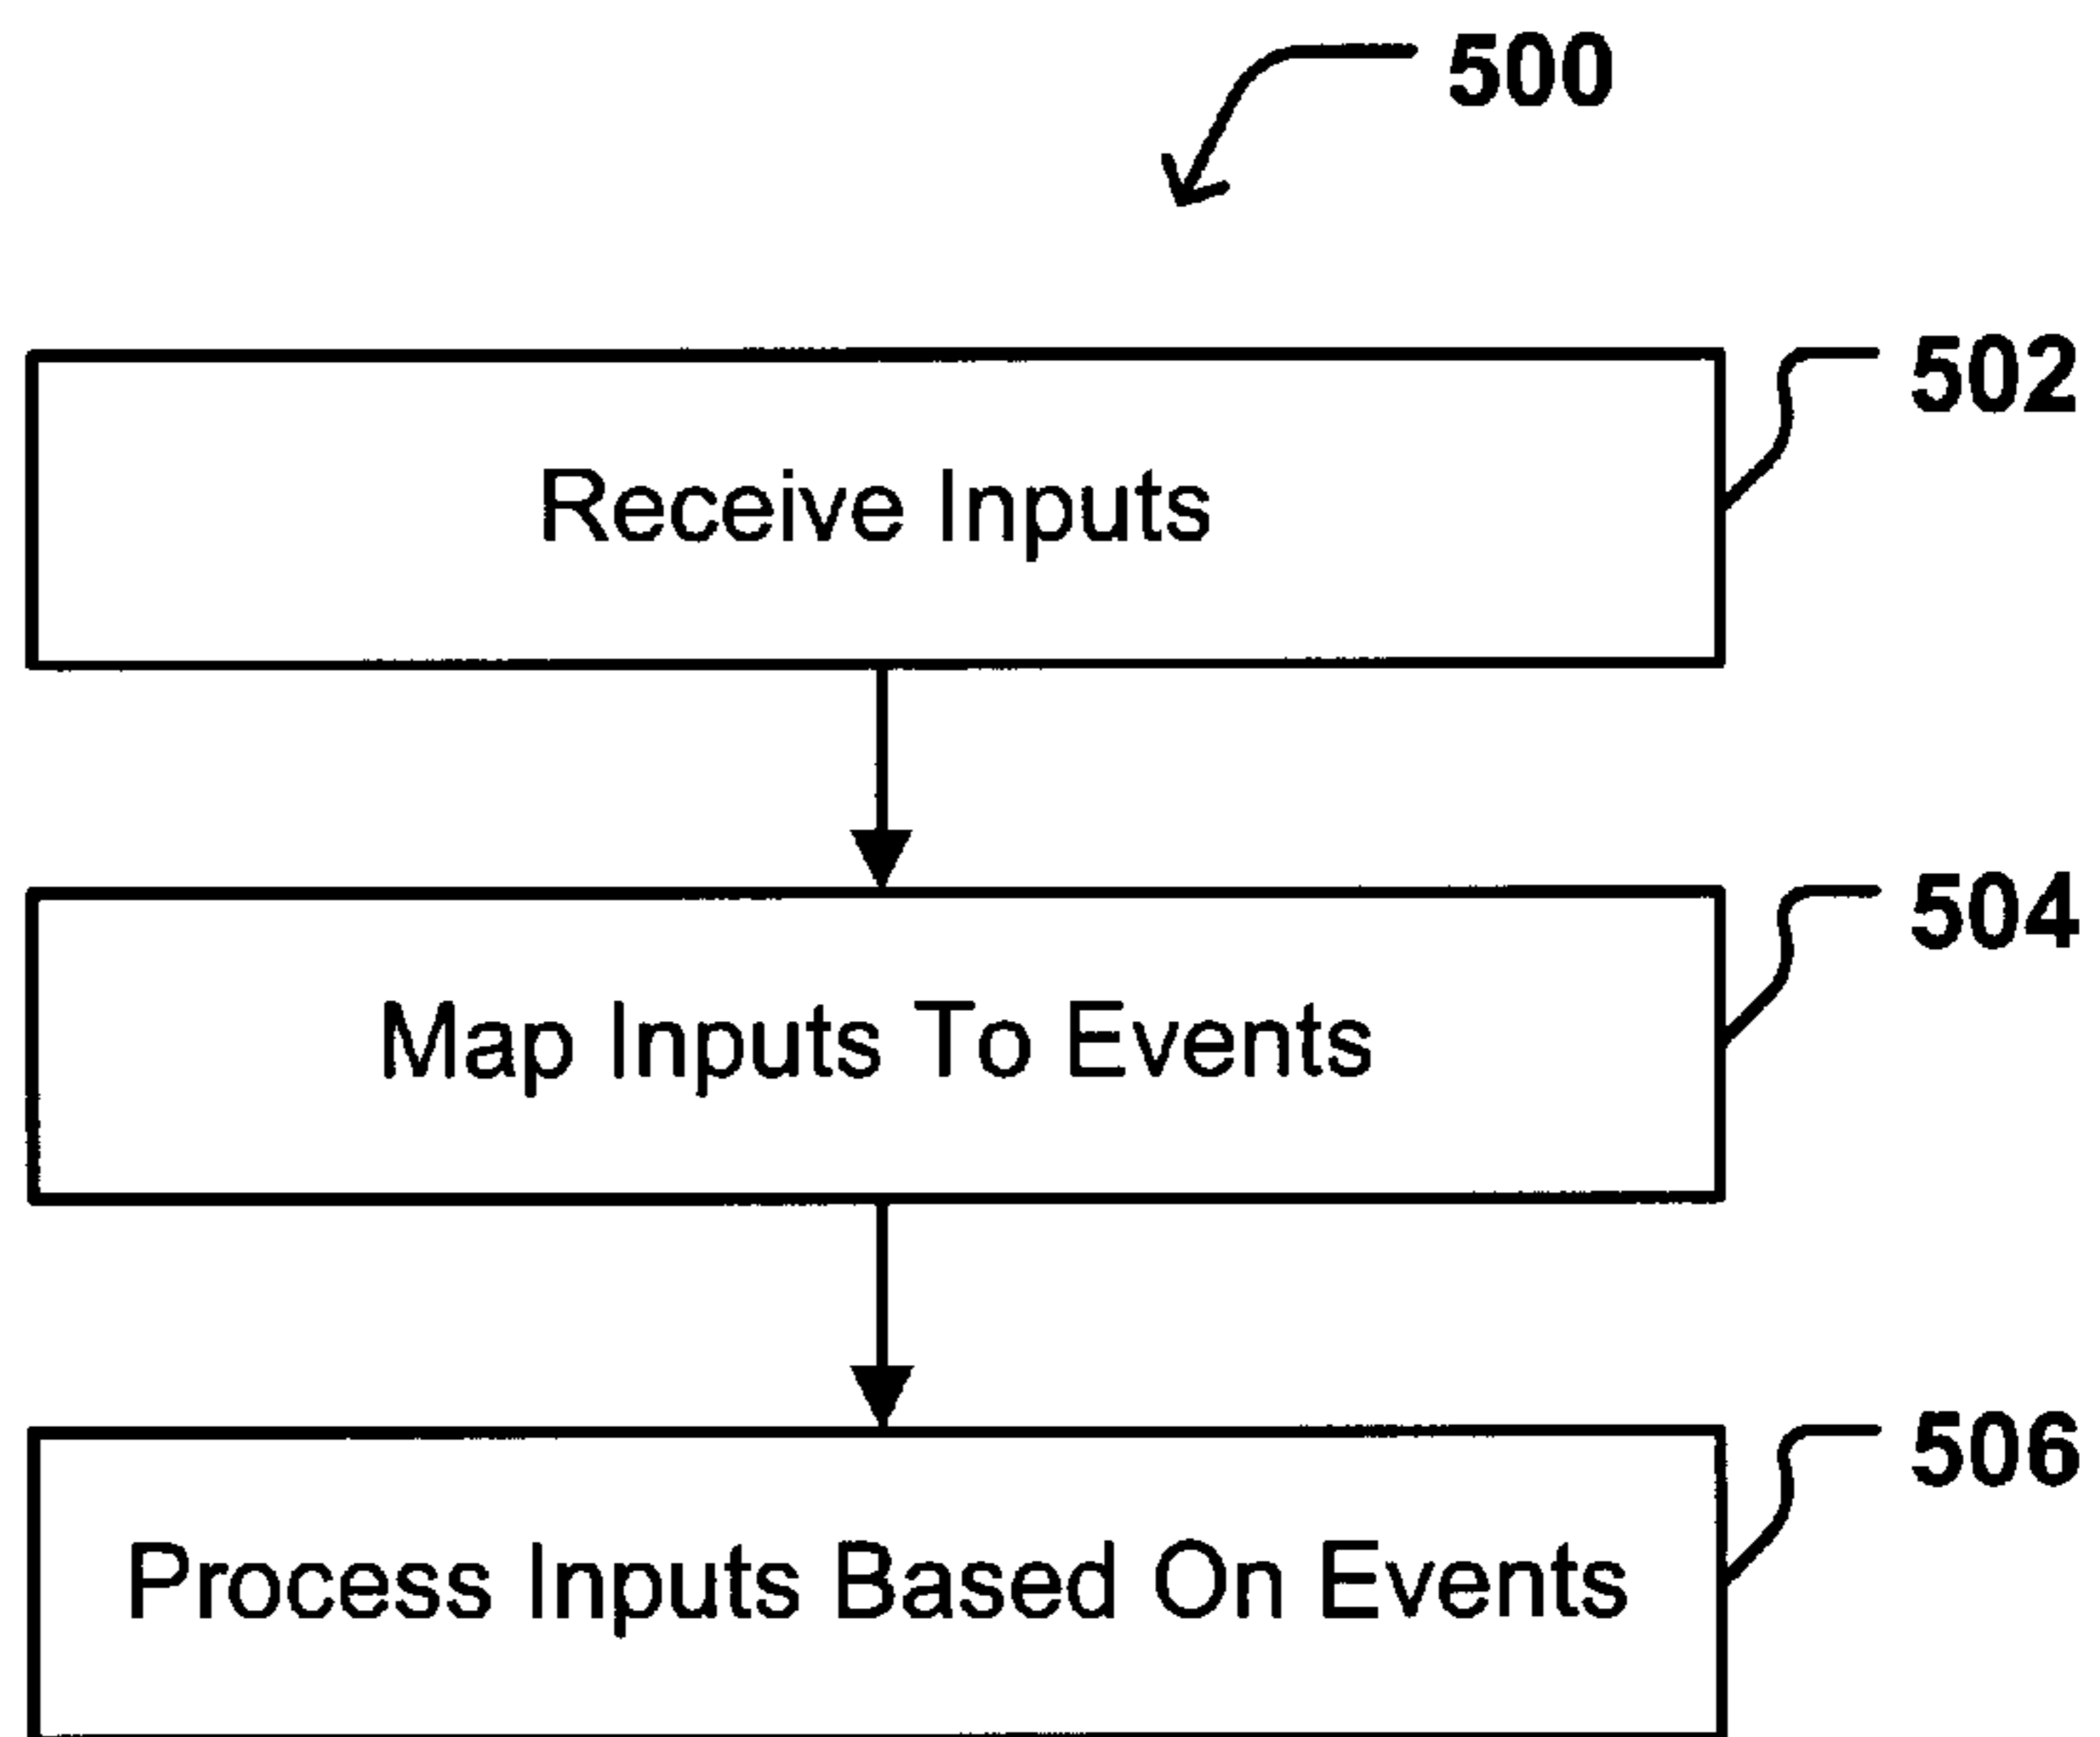 500
502
Receive Inputs
504
Map Inputs To Events
506
Process Inputs Based On Events